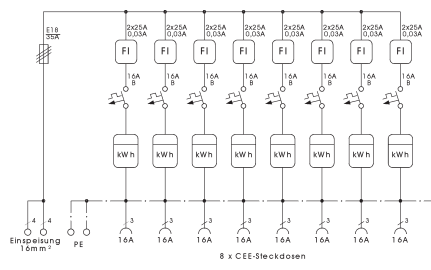 E18
35A
2x25A 2x25A 2x25A 2x25A 2x25A 2x25A 2x25A 2x25A
0,03A 0,03A 0,03A 0,03A 0,03A 0,03A 0,03A 0,03A
FI FI FI FI FI FI FI FI
16A 16A 16A 16A 16A 16A 16A 16A
B B B B B B B B
kWh kWh kWh kWh kWh kWh kWh kWh
4 4 3 3 3 3 3 3 3 3
Einspeisung PE 16A 16A 16A 16A 16A 16A 16A 16A
16mm²
8 x CEE-Steckdosen